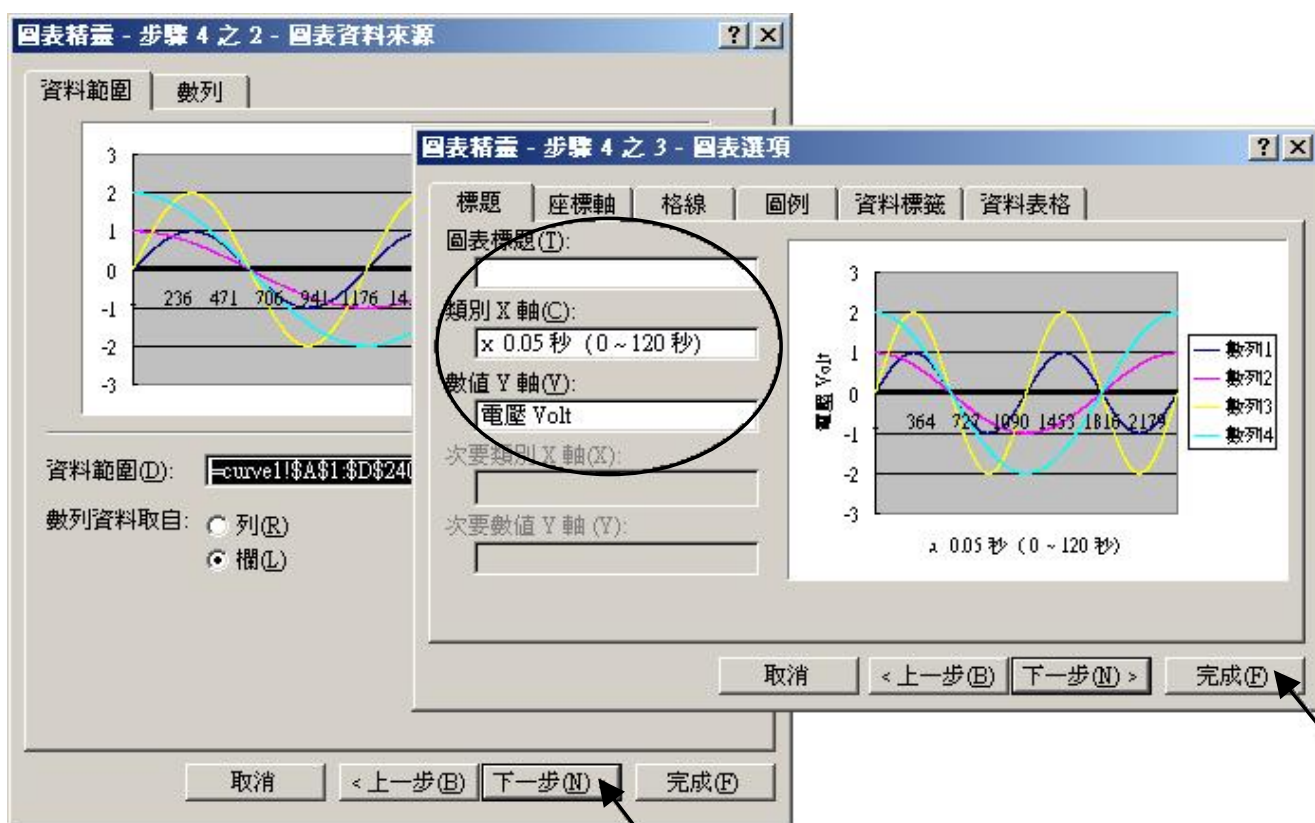 圖表精靈 - 步驟 4 之 2 - 圖表資料來源
資料範圍 數列
3
2
1
0
-1
-2
-3
236 471 706 941 1176 14
資料範圍(D): =curve1!$A$1:$D$240
數列資料取自: 列(R)
欄(L)
取消 <上一步(B) 下一步(N) 完成(F)
圖表精靈 - 步驟 4 之 3 - 圖表選項
標題 座標軸 格線 圖例 資料標籤 資料表格
圖表標題(T):
類別 X 軸(C):
x 0.05 秒 (0~120 秒)
數值 Y 軸(V):
電壓 Volt
次要類別 X 軸(X):
次要數值 Y 軸 (Y):
3
2
1
0
-1
-2
-3
電壓 Volt
364 727 1090 1453 1816 2179
x 0.05 秒 (0 ~ 120 秒)
數列1
數列2
數列3
數列4
取消 <上一步(B) 下一步(N) > 完成(F)